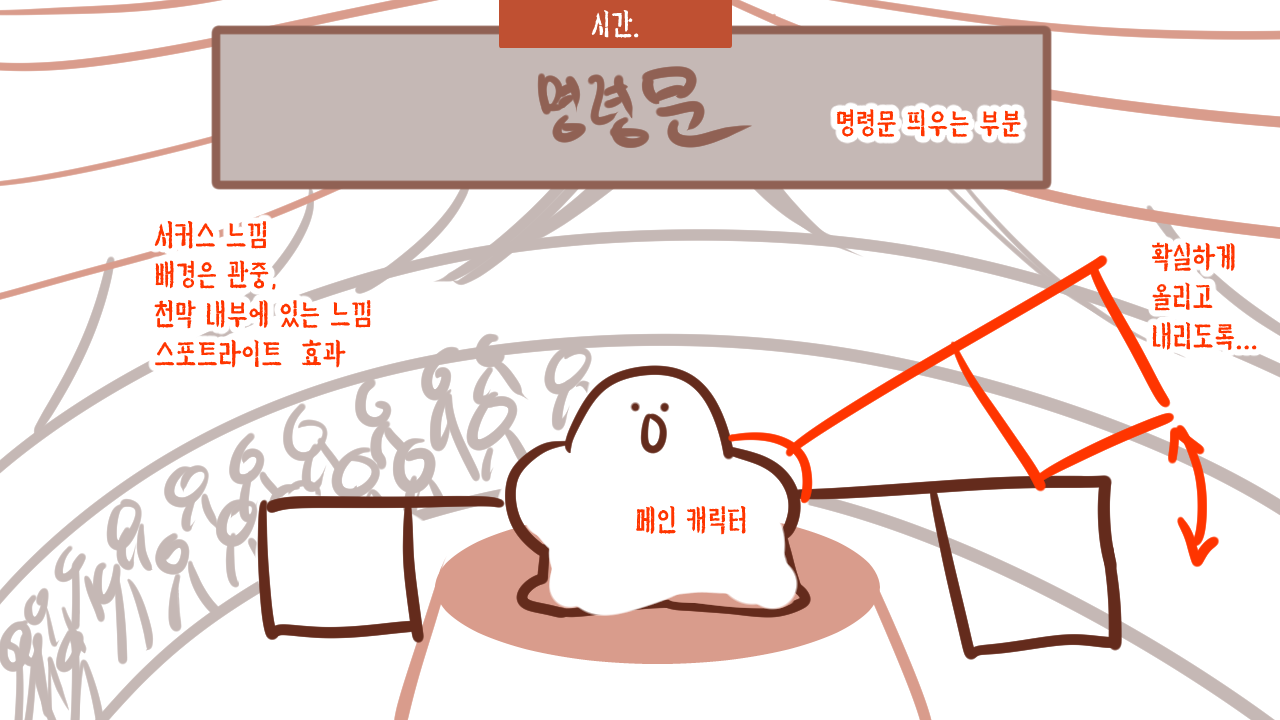 시간.
명령문
명령문 띄우는 부분
서커스 느낌
배경은 관중,
천막 내부에 있는 느낌
스포트라이트 효과
확실하게
올리고
내리도록...
메인 캐릭터